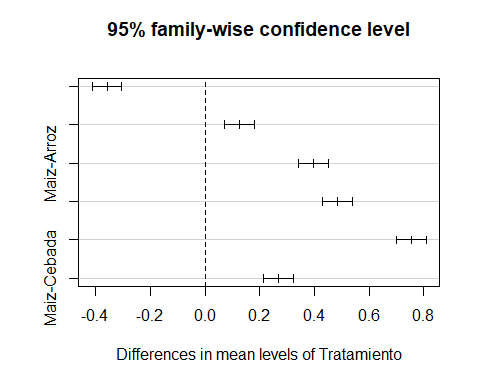 95% family-wise confidence level
Maiz-Arroz
Maiz-Cebada
-0.4 -0.2 0.0 0.2 0.4 0.6 0.8
Differences in mean levels of Tratamiento